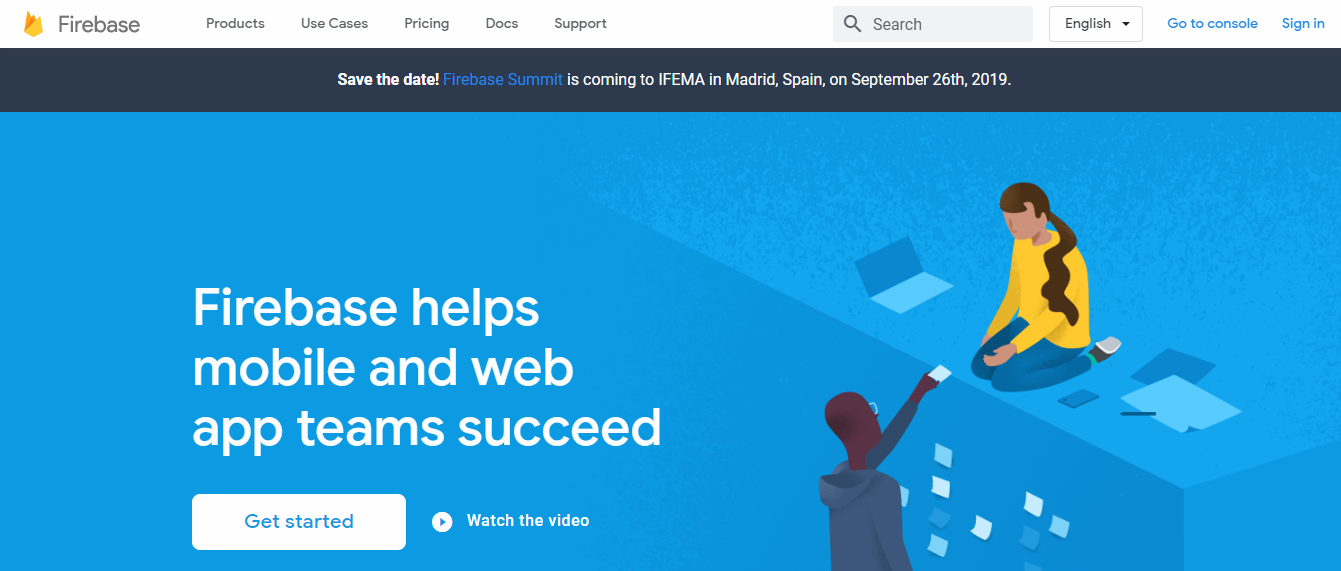 Firebase Products Use Cases Pricing Docs Support Search English Go to console Sign in
Save the date! Firebase Summit is coming to IFEMA in Madrid, Spain, on September 26th, 2019.
Firebase helps
mobile and web
app teams succeed
Get started Watch the video